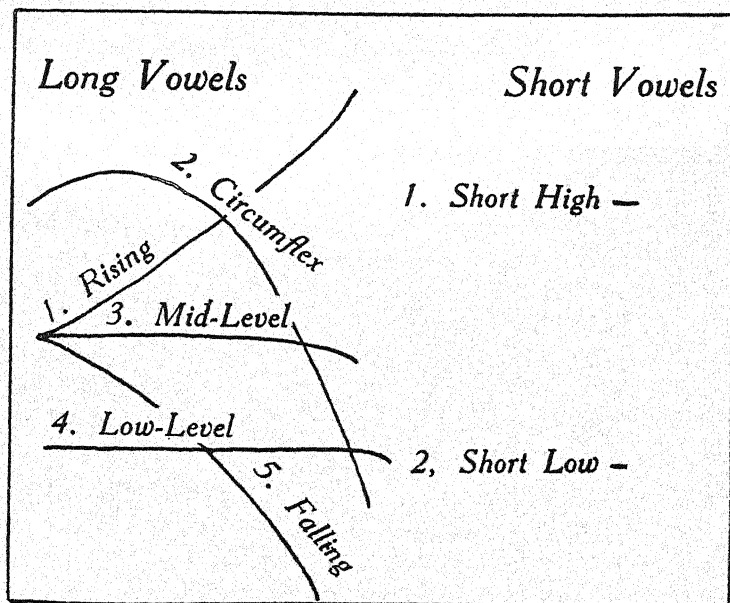 Long Vowels
Short Vowels
1. Rising
2. Circumflex
3. Mid-Level
4. Low-Level
5. Falling
1. Short High –
2, Short Low –